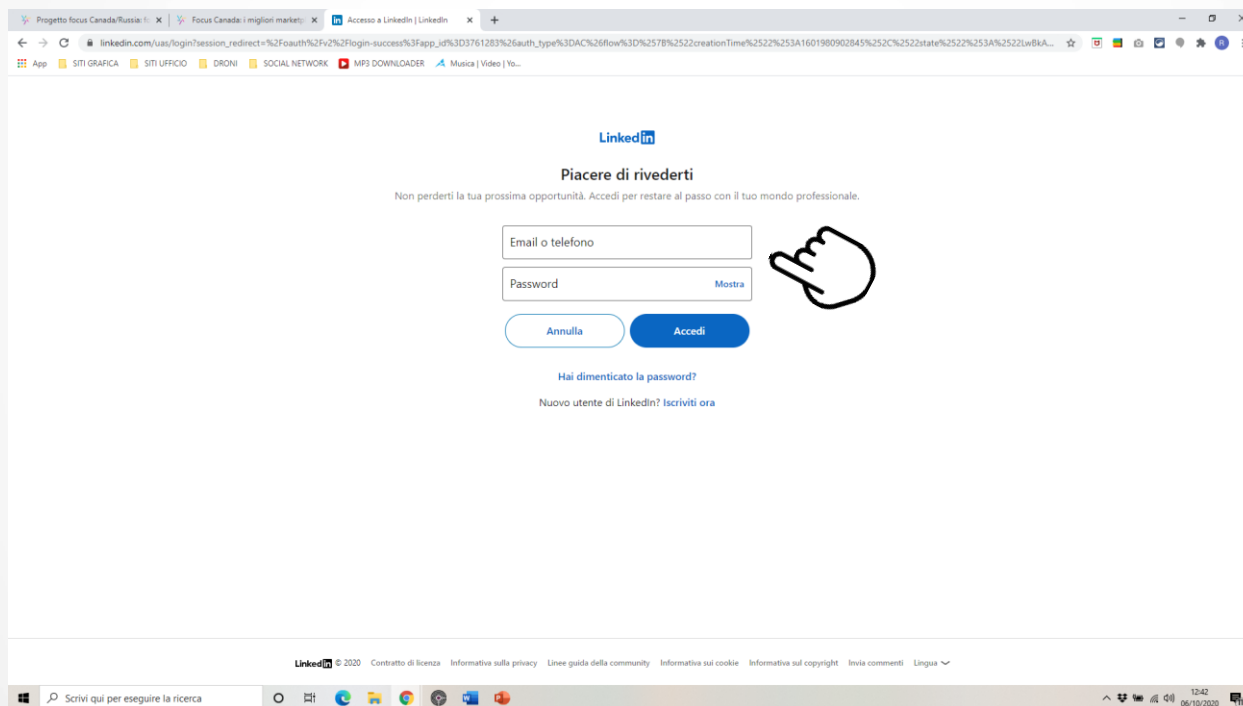 Progetto focus Canada/Russia: fo
Focus Canada: i migliori marketp
Accesso a LinkedIn | LinkedIn
linkedin.com/uas/login?session_redirect=%2Foauth%2Fv2%2Flogin-success%3Fapp_id%3D3761283%26auth_type%3DAC%26flow%3D%257B%2522creationTime%2522%253A1601980902845%252C%2522state%2522%253A%2522LwBkA...
App SITI GRAFICA SITI UFFICIO DRONI SOCIAL NETWORK MP3 DOWNLOADER Musica | Video | Yo...
Linked in
Piacere di rivederti
Non perderti la tua prossima opportunità. Accedi per restare al passo con il tuo mondo professionale.
Email o telefono
Password Mostra
Annulla Accedi
Hai dimenticato la password?
Nuovo utente di LinkedIn? Iscriviti ora
Linked in © 2020 Contratto di licenza Informativa sulla privacy Linee guida della community Informativa sui cookie Informativa sul copyright Invia commenti Lingua
Scrivi qui per eseguire la ricerca
12:42
06/10/2020